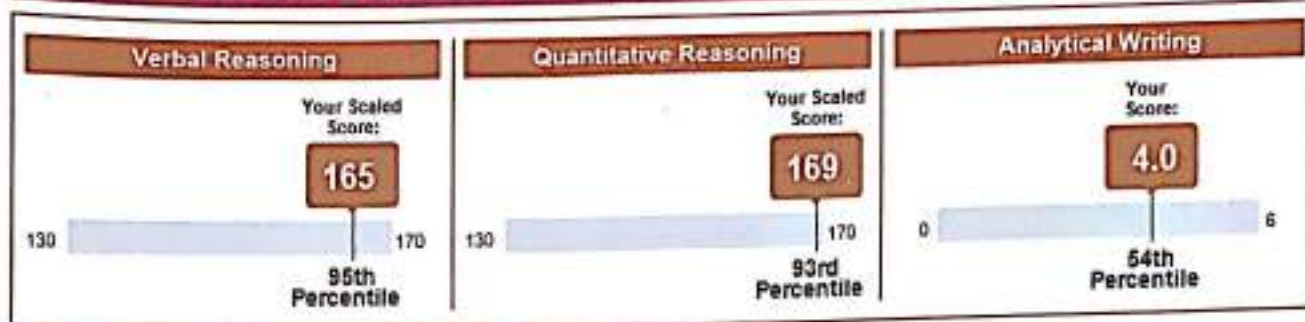 Verbal Reasoning
Your Scaled
Score:
165
130
170
95th
Percentile
Quantitative Reasoning
Your Scaled
Score:
169
130
170
93rd
Percentile
Analytical Writing
Your
Score:
4.0
0
6
54th
Percentile